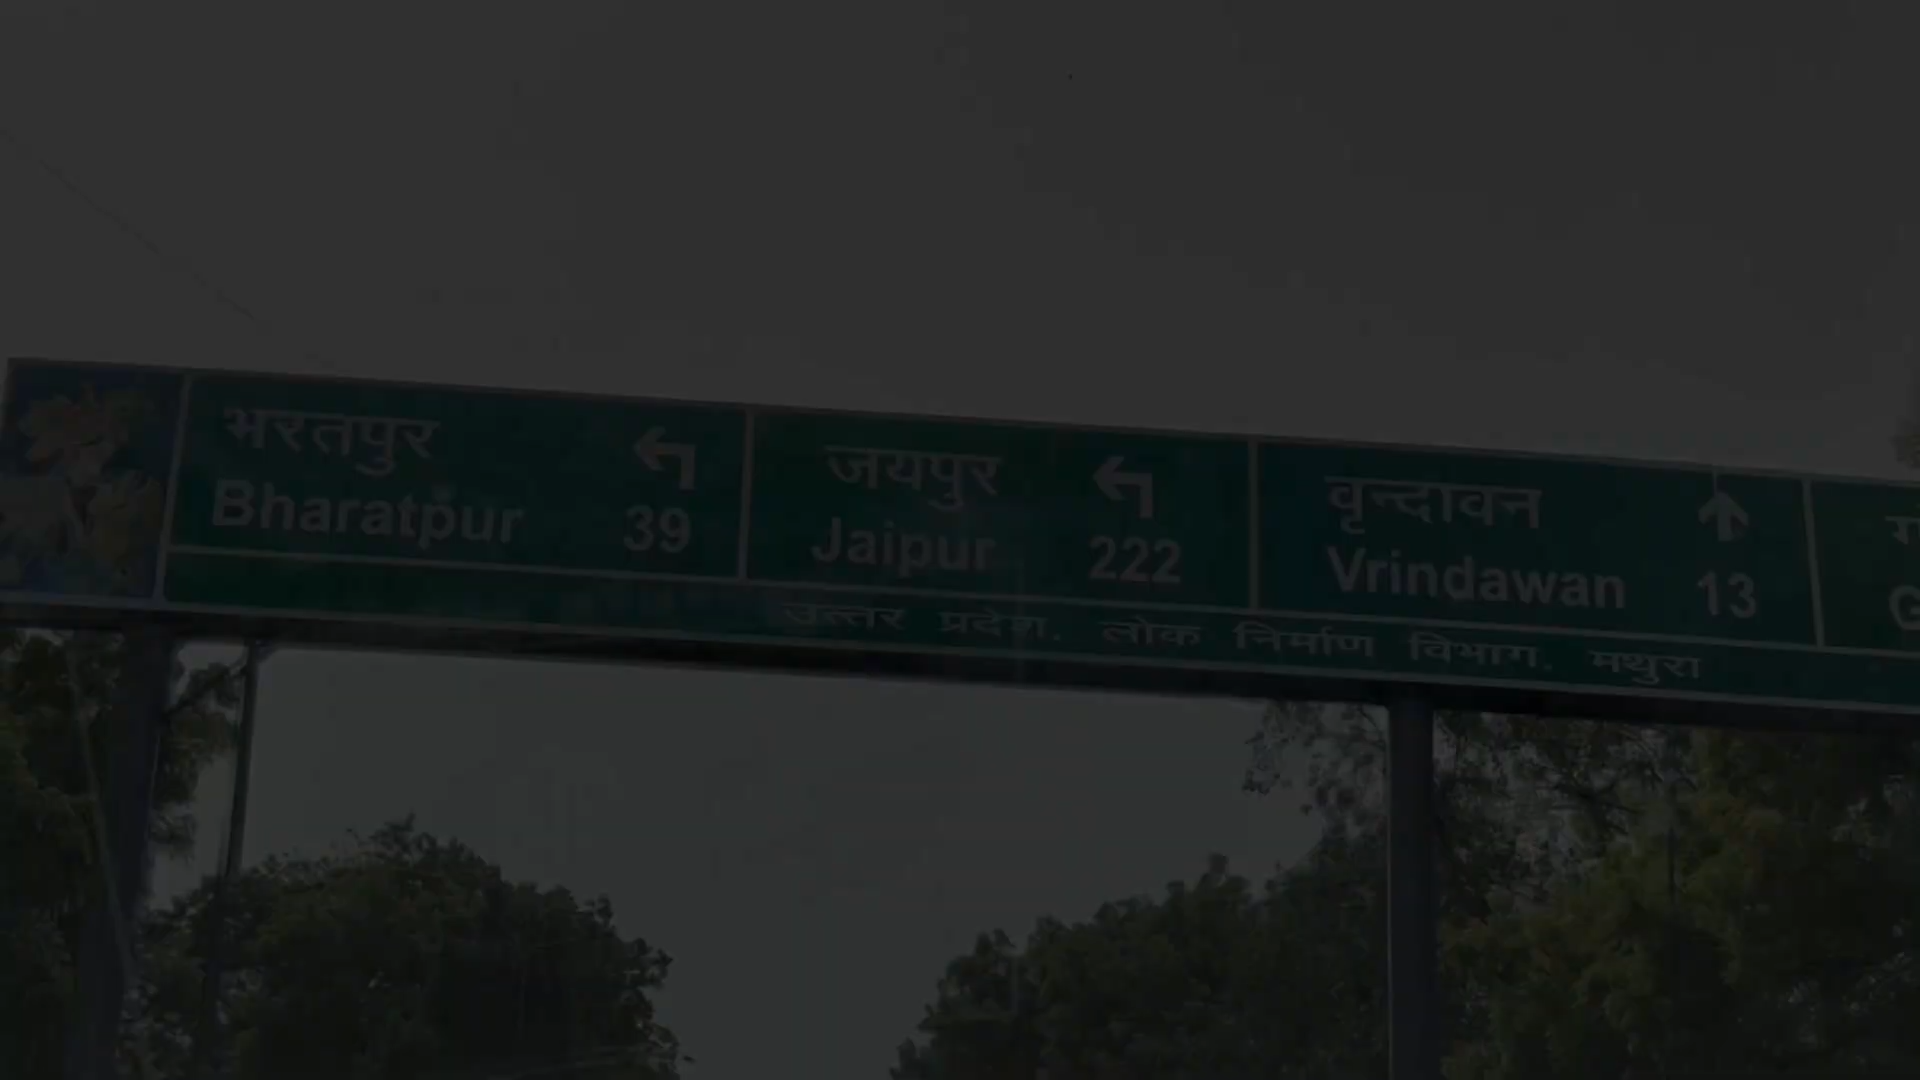 भरतपुर
Bharatpur 39
जयपुर
Jaipur 222
वृन्दावन
Vrindawan 13
उत्तर प्रदेश. लोक निर्माण विभाग. मथुरा